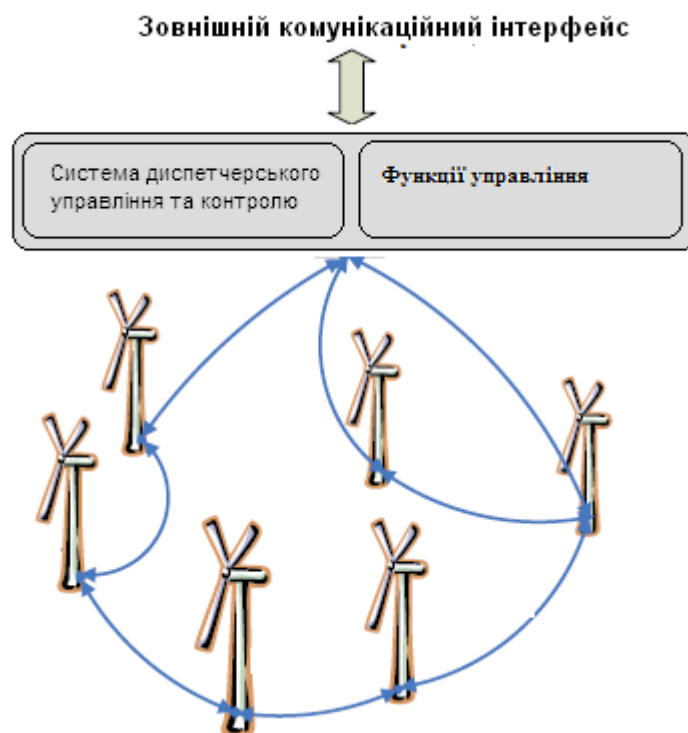 Зовнішній комунікаційний інтерфейс
Система диспетчерського
управління та контролю
Функції управління